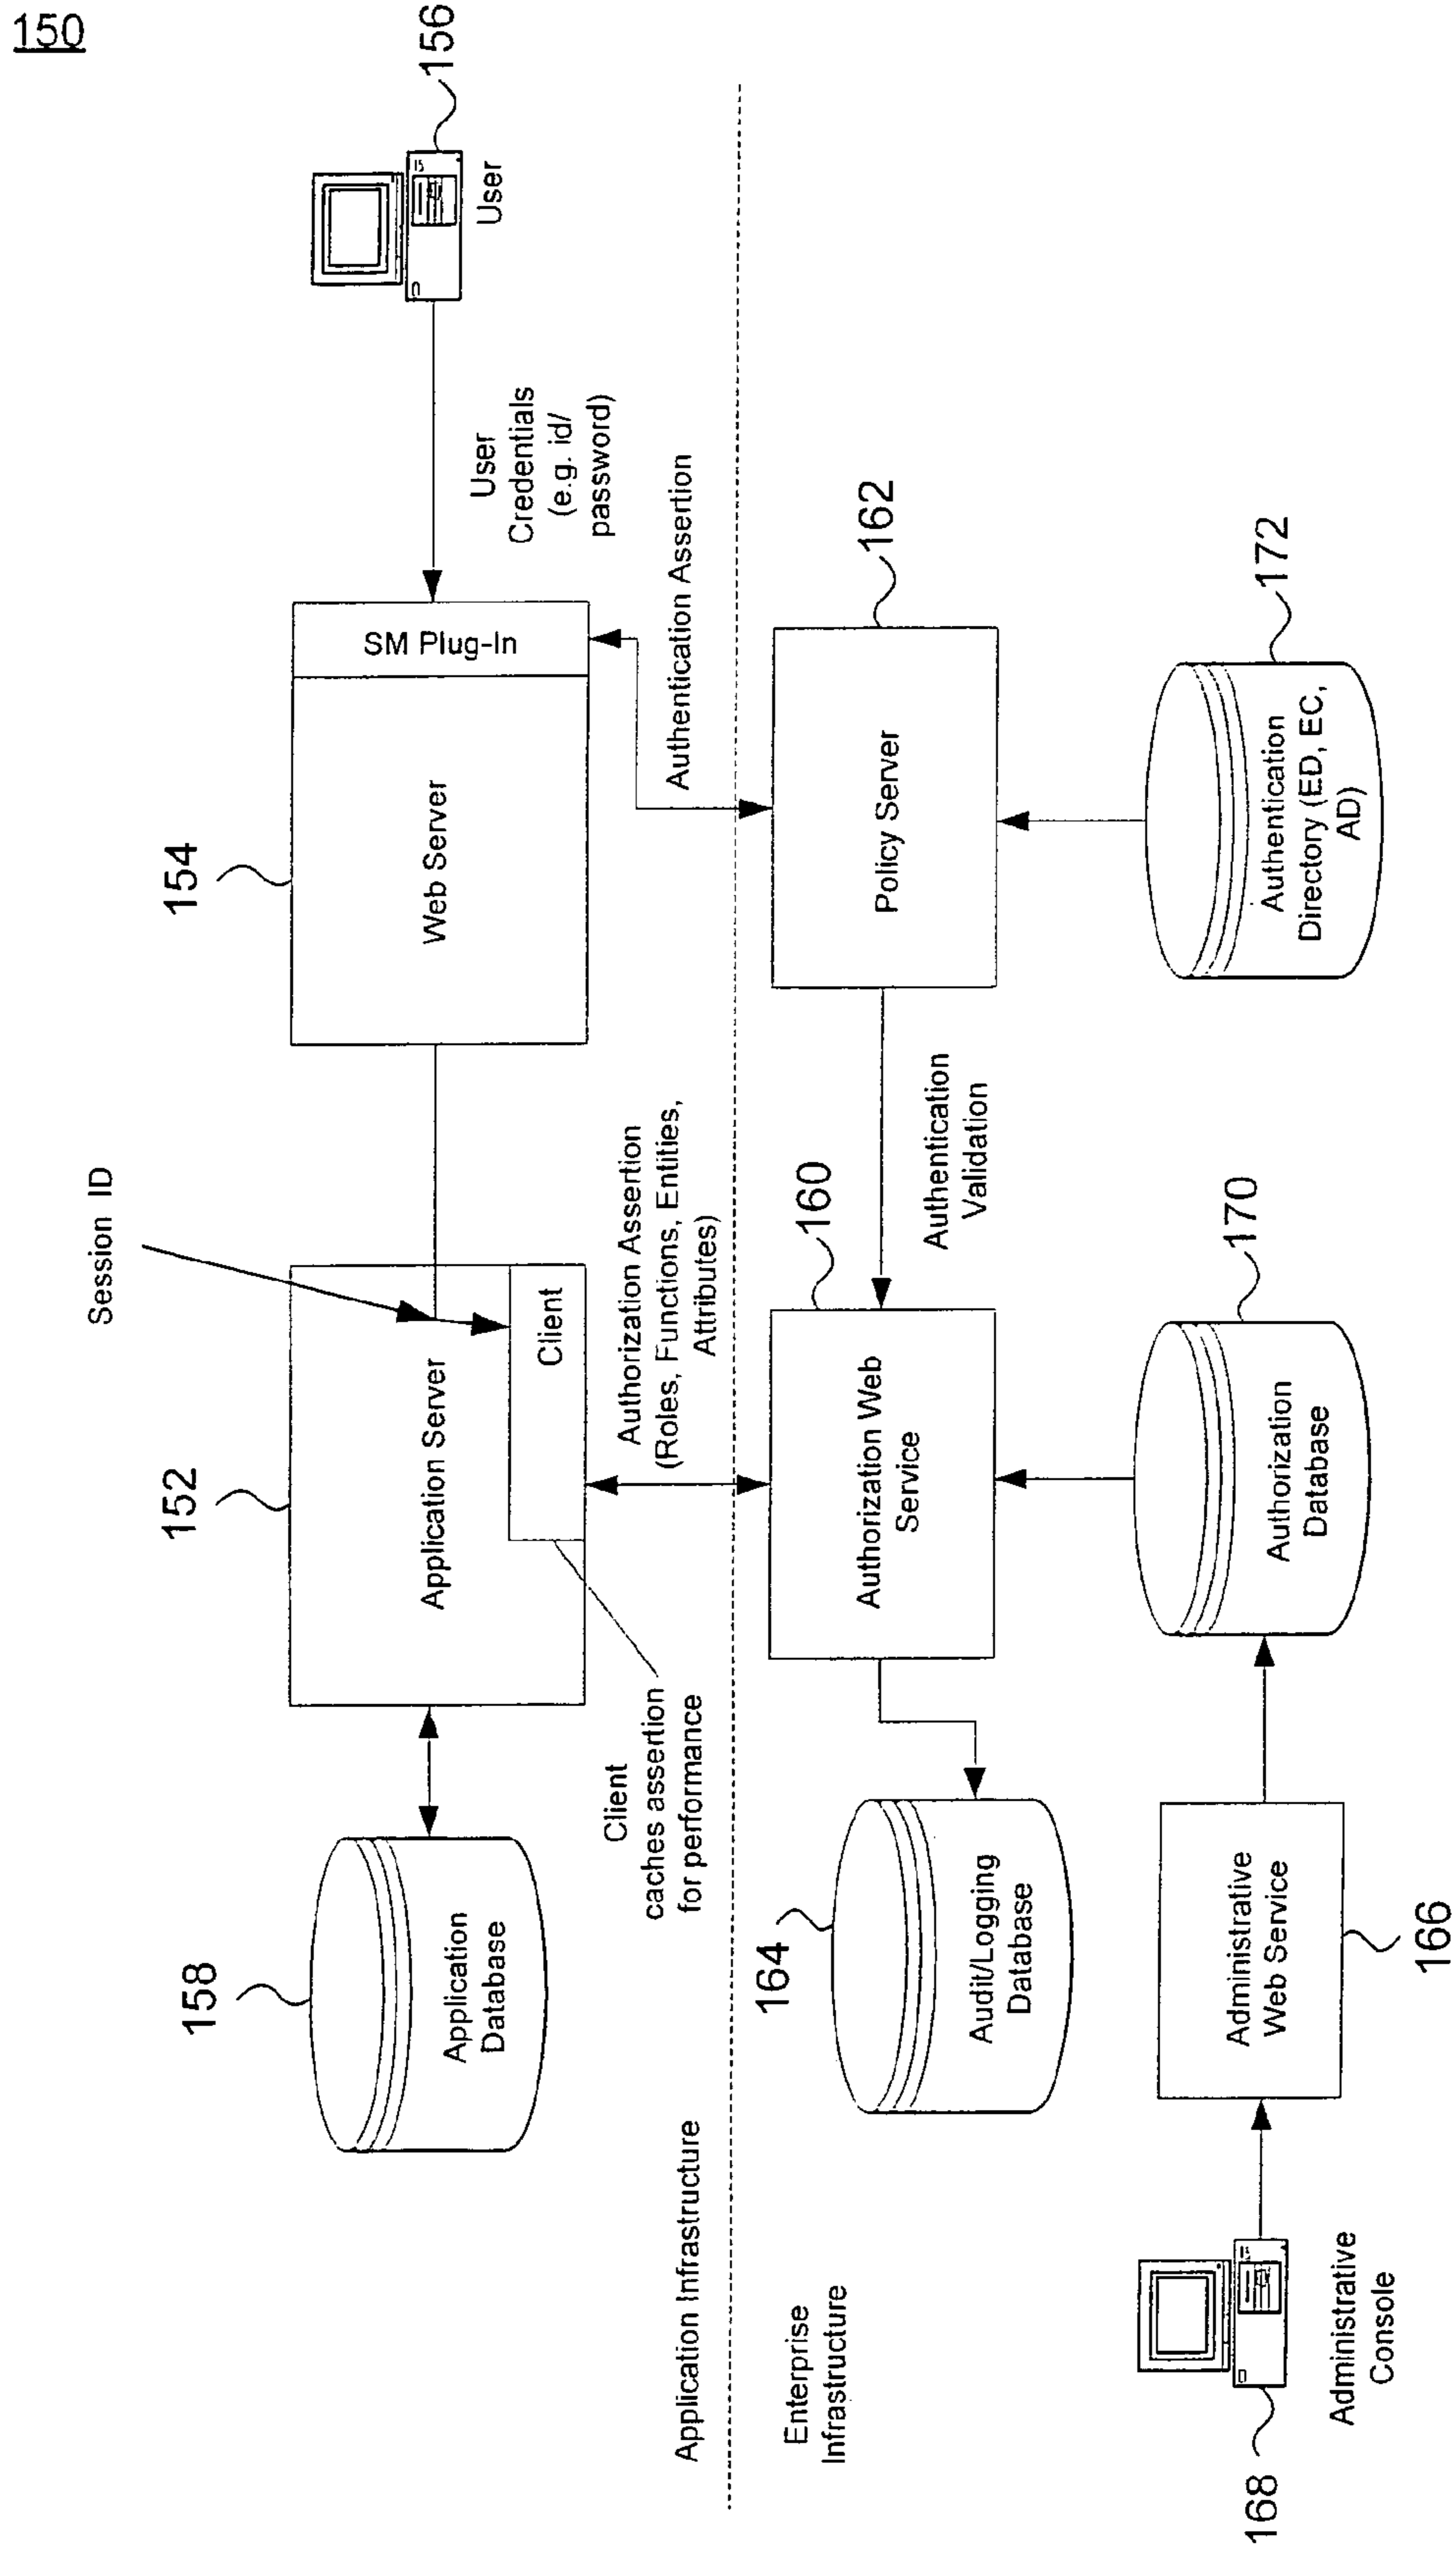 150
Session ID
158
152
154
156
Application
Database
Application Server
Client
Web Server
SM Plug-In
User
User
Credentials
(e.g. id/
password)
Client
caches assertion
for performance
Authorization Assertion
(Roles, Functions, Entities,
Attributes)
Authentication Assertion
Application Infrastructure
Enterprise
Infrastructure
164
160
162
Audit/Logging
Database
Authorization Web
Service
Authentication
Validation
Policy Server
168
Administrative
Console
Administrative
Web Service
166
170
Authorization
Database
172
Authentication
Directory (ED, EC,
AD)